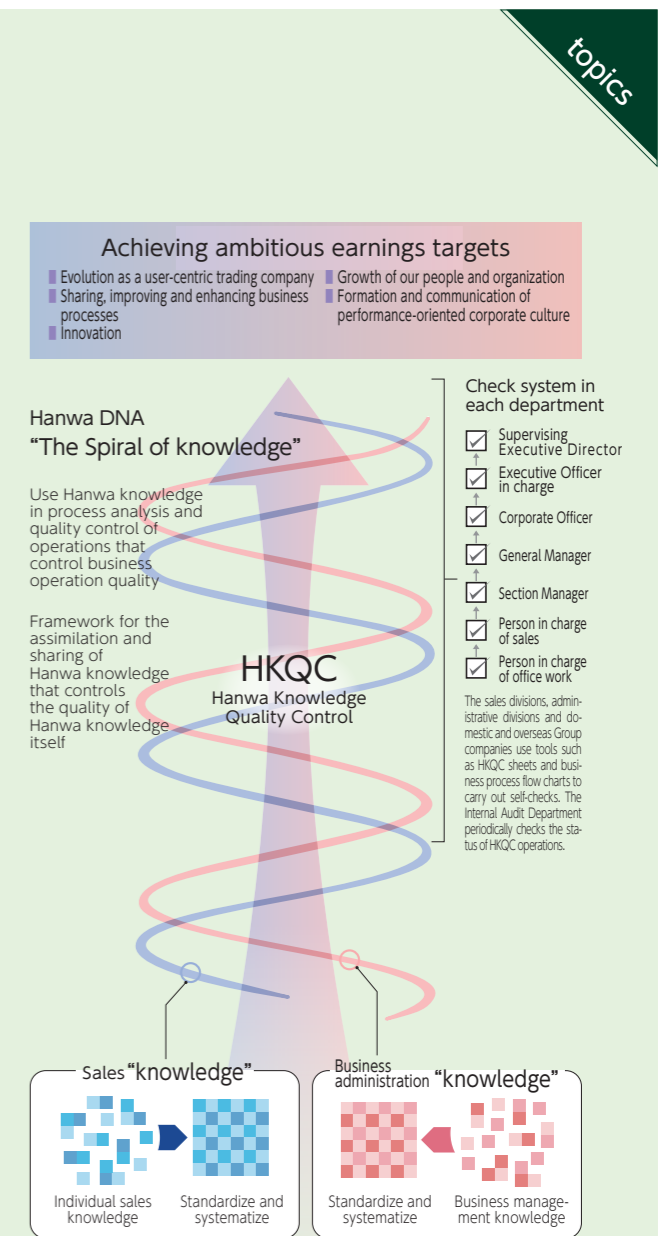 topics
Achieving ambitious earnings targets
Evolution as a user-centric trading company
Sharing, improving and enhancing business
processes
Innovation
Growth of our people and organization
Formation and communication of
performance-oriented corporate culture
Hanwa DNA
“The Spiral of knowledge”
Use Hanwa knowledge
in process analysis and
quality control of
operations that
control business
operation quality
Framework for the
assimilation and
sharing of
Hanwa knowledge
that controls
the quality of
Hanwa knowledge
itself
HKQC
Hanwa Knowledge
Quality Control
Check system in
each department
Supervising
Executive Director
Executive Officer
in charge
Corporate Officer
General Manager
Section Manager
Person in charge
of sales
Person in charge
of office work
The sales divisions, admin-
istrative divisions and do-
mestic and overseas Group
companies use tools such
as HKQC sheets and busi-
ness process flow charts to
carry out self-checks. The
Internal Audit Department
periodically checks the sta-
tus of HKQC operations.
Sales “knowledge”
Individual sales
knowledge
Standardize and
systematize
Business
administration “knowledge”
Standardize and
systematize
Business manage-
ment knowledge